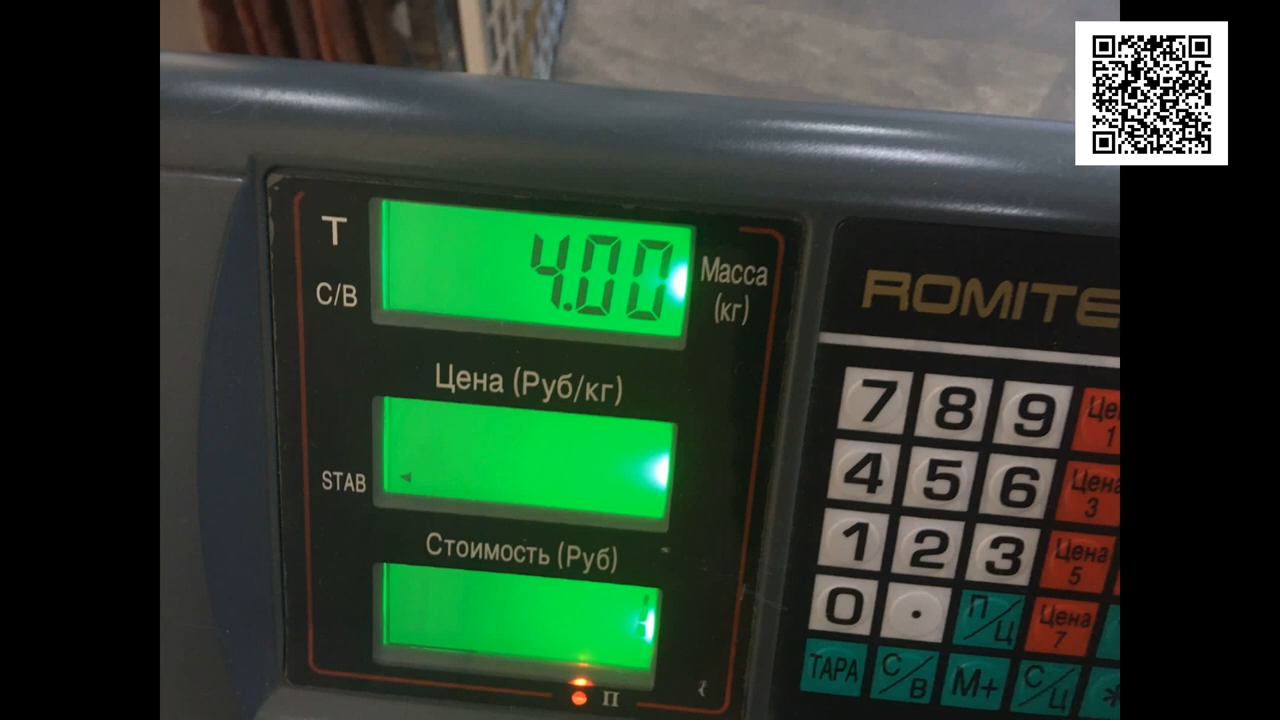 T
4.00
Масса
(кг)
С/В
ROMITE
Цена (Руб/кг)
STAB
Стоимость (Руб)
П
7 8 9
Це
1
4 5 6
Цена
3
1 2 3
Цена
5
0 . П/Ц
Цена
7
ТАРА С/В М+ С/Ц *